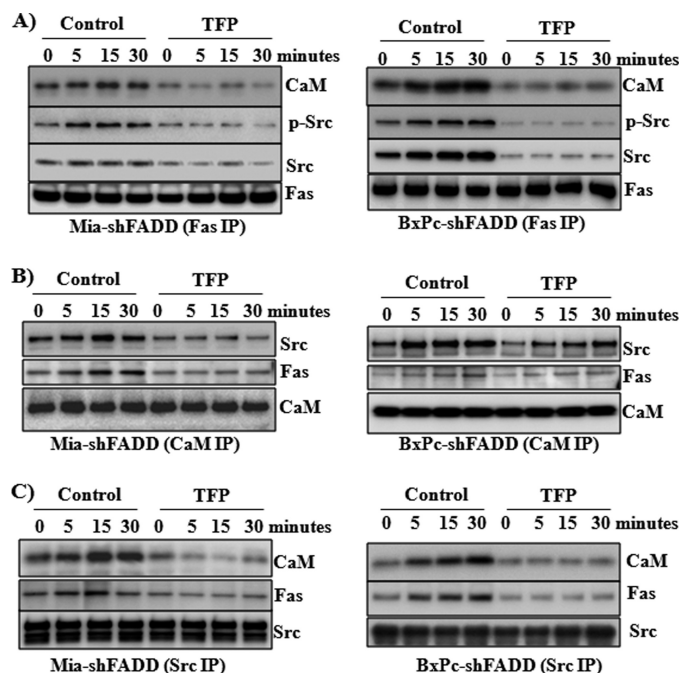 A)
Control TFP
0 5 15 30 0 5 15 30 minutes
CaM
p-Src
Src
Fas
Mia-shFADD (Fas IP)
Control TFP
0 5 15 30 0 5 15 30 minutes
CaM
p-Src
Src
Fas
BxPc-shFADD (Fas IP)
B)
Control TFP
0 5 15 30 0 5 15 30 minutes
Src
Fas
CaM
Mia-shFADD (CaM IP)
Control TFP
0 5 15 30 0 5 15 30 minutes
Src
Fas
CaM
BxPc-shFADD (CaM IP)
C)
Control TFP
0 5 15 30 0 5 15 30 minutes
CaM
Fas
Src
Mia-shFADD (Src IP)
Control TFP
0 5 15 30 0 5 15 30 minutes
CaM
Fas
Src
BxPc-shFADD (Src IP)